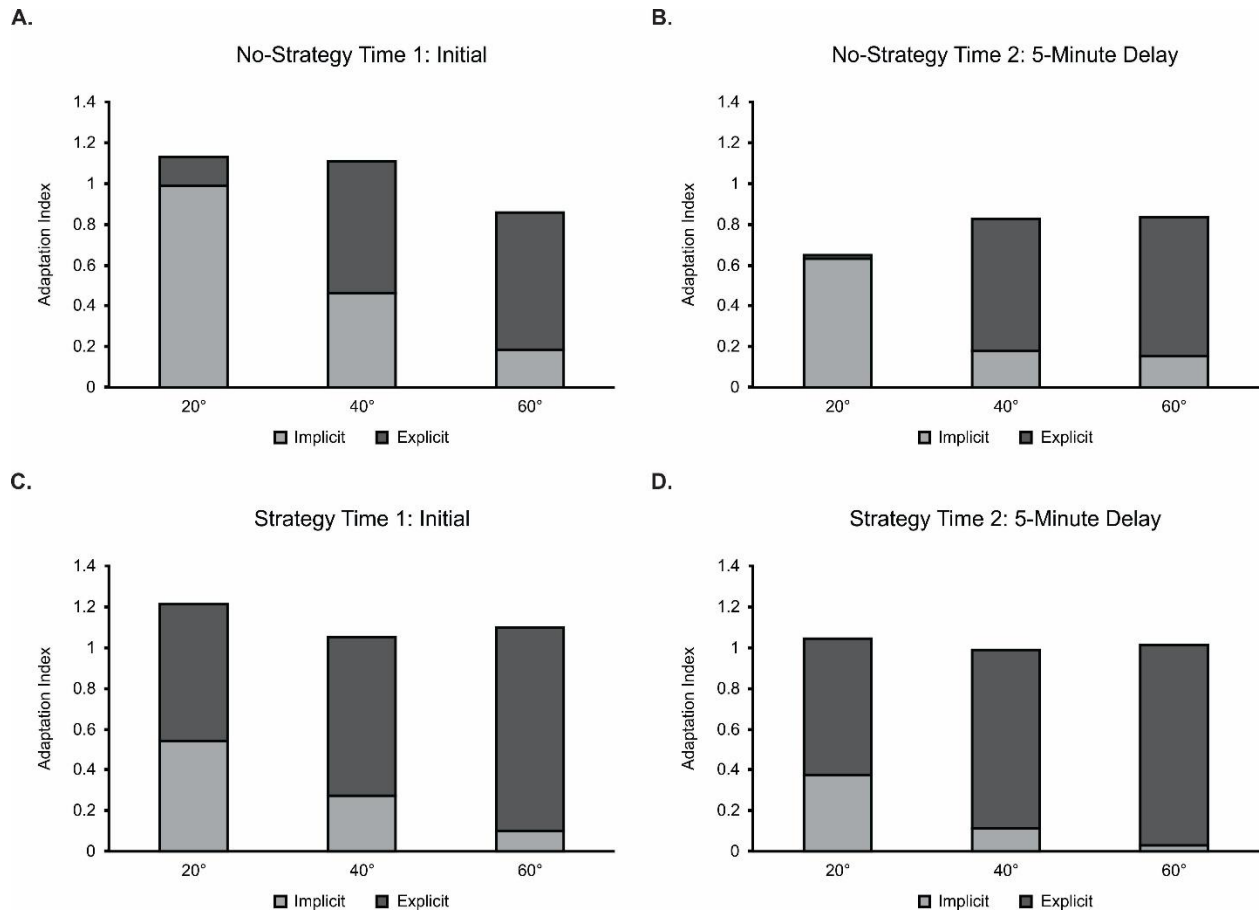 A.
No-Strategy Time 1: Initial
1.4
1.2
1
0.8
0.6
0.4
0.2
0
Adaptation Index
20° 40° 60°
Implicit Explicit
B.
No-Strategy Time 2: 5-Minute Delay
1.4
1.2
1
0.8
0.6
0.4
0.2
0
Adaptation Index
20° 40° 60°
Implicit Explicit
C.
Strategy Time 1: Initial
1.4
1.2
1
0.8
0.6
0.4
0.2
0
Adaptation Index
20° 40° 60°
Implicit Explicit
D.
Strategy Time 2: 5-Minute Delay
1.4
1.2
1
0.8
0.6
0.4
0.2
0
Adaptation Index
20° 40° 60°
Implicit Explicit